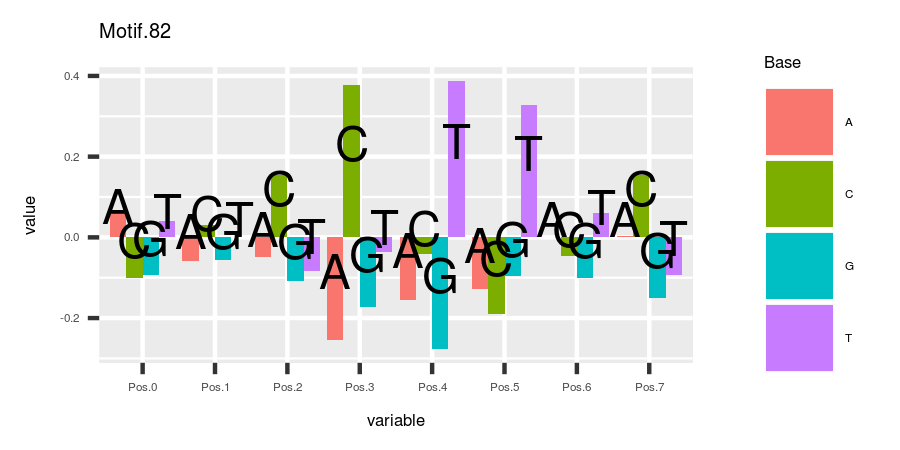 Motif.82
Base
0.4
0.2
0.0
-0.2
value
A C G T A C G T A C G T A C G T A C G T A C G T A C G T A C G T
Pos.0 Pos.1 Pos.2 Pos.3 Pos.4 Pos.5 Pos.6 Pos.7
variable
A
C
G
T